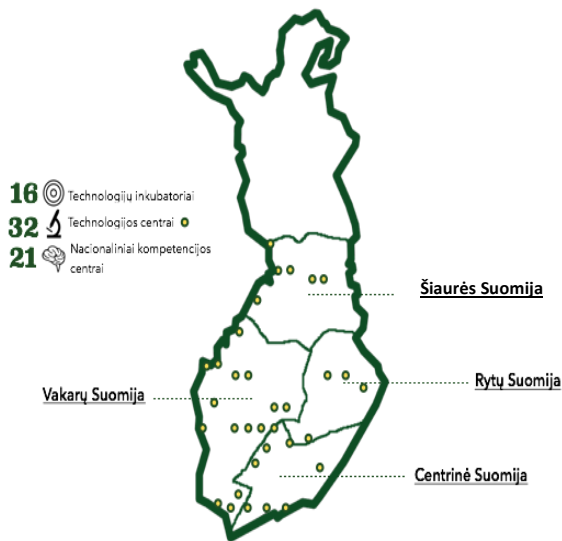 16 Technologijų inkubatoriai
32 Technologijos centrai
21 Nacionaliniai kompetencijos
centrai
Šiaurės Suomija
Rytų Suomija
Vakarų Suomija
Centrinė Suomija